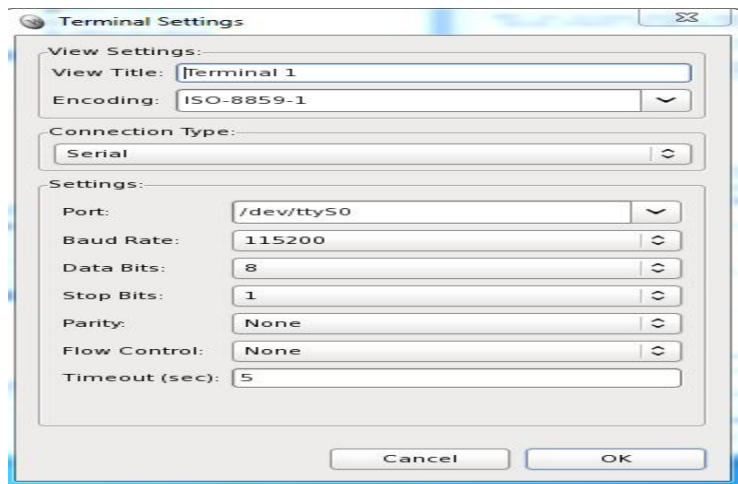 Terminal Settings
View Settings:
View Title: Terminal 1
Encoding: ISO-8859-1
Connection Type:
Serial
Settings:
Port: /dev/ttyS0
Baud Rate: 115200
Data Bits: 8
Stop Bits: 1
Parity: None
Flow Control: None
Timeout (sec): 5
Cancel OK